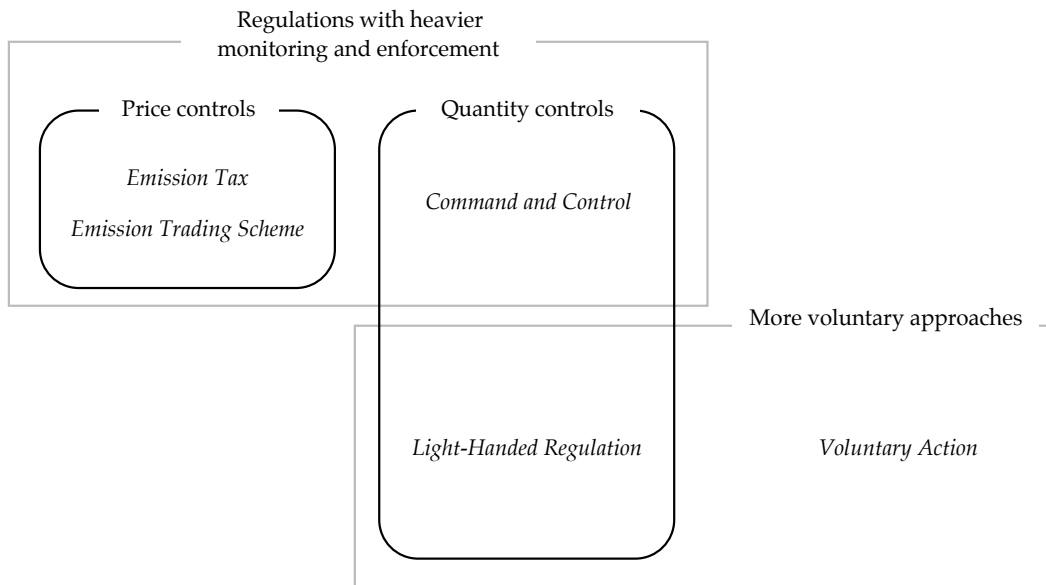 Regulations with heavier
monitoring and enforcement
Price controls
Quantity controls
Emission Tax
Emission Trading Scheme
Command and Control
More voluntary approaches
Light-Handed Regulation
Voluntary Action